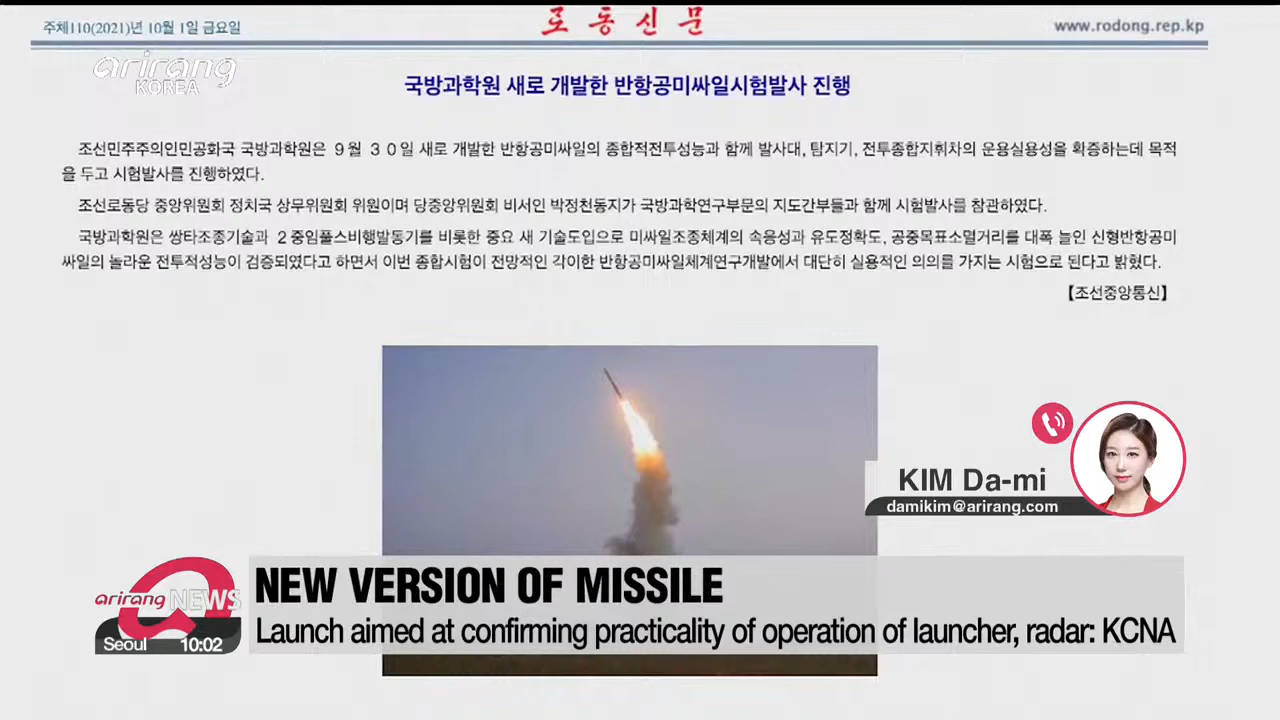 주체110(2021)년 10월 1일 금요일
로동신문
www.rodong.rep.kp
arirang
KOREA
국방과학원 새로 개발한 반항공미싸일시험발사 진행
조선민주주의인민공화국 국방과학원은 ９월 ３０일 새로 개발한 반항공미싸일의 종합적전투성능과 함께 발사대, 탐지기, 전투종합지휘차의 운용실용성을 확증하는데 목적
을 두고 시험발사를 진행하였다.
조선로동당 중앙위원회 정치국 상무위원회 위원이며 당중앙위원회 비서인 박정천동지가 국방과학연구부문의 지도간부들과 함께 시험발사를 참관하였다.
국방과학원은 쌍타조종기술과 ２중임풀스비행발동기를 비롯한 중요 새 기술도입으로 미싸일조종체계의 속응성과 유도정확도, 공중목표소멸거리를 대폭 늘인 신형반항공미
싸일의 놀라운 전투적성능이 검증되였다고 하면서 이번 종합시험이 전망적인 각이한 반항공미싸일체계연구개발에서 대단히 실용적인 의의를 가지는 시험으로 된다고 밝혔다.
【조선중앙통신】
KIM Da-mi
damikim@arirang.com
NEW VERSION OF MISSILE
arirang NEWS
Launch aimed at confirming practicality of operation of launcher, radar: KCNA
Seoul 10:02